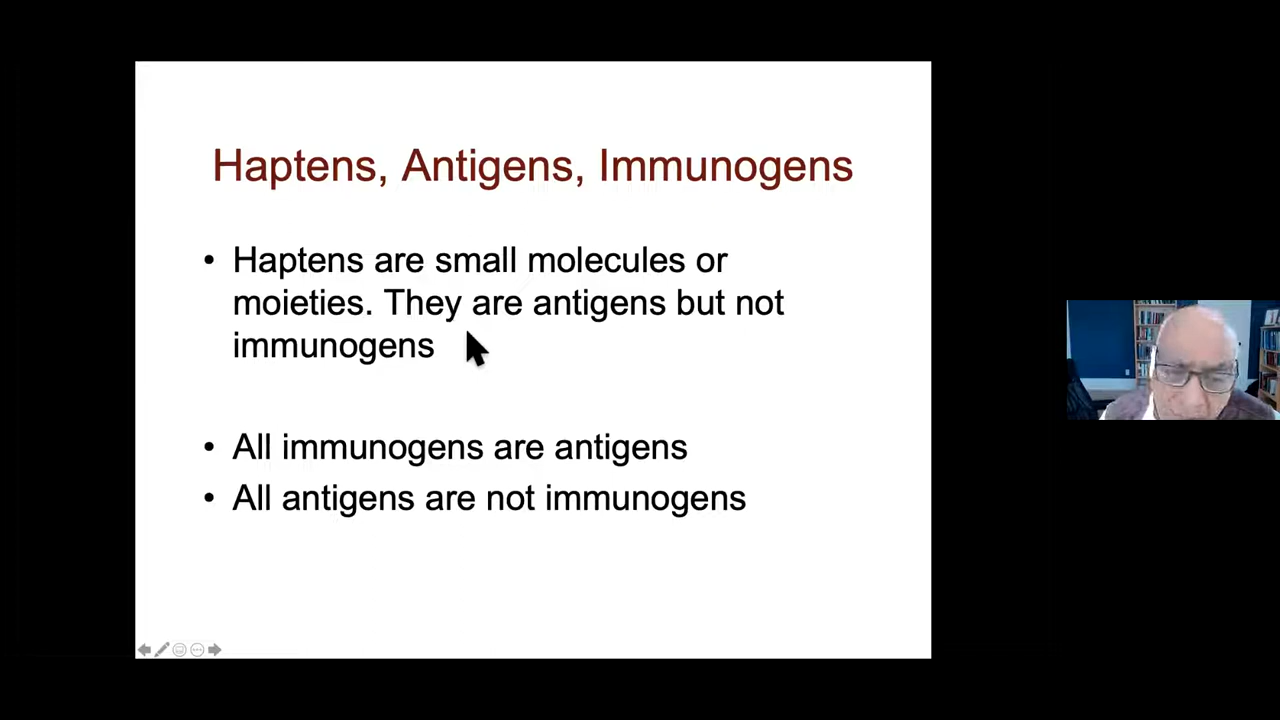 Haptens, Antigens, Immunogens
• Haptens are small molecules or
moieties. They are antigens but not
immunogens
• All immunogens are antigens
• All antigens are not immunogens